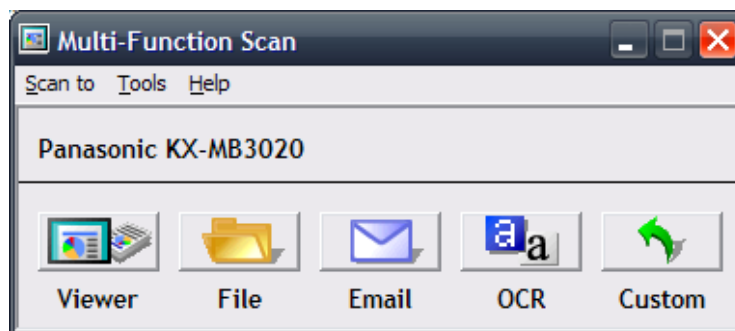 Multi-Function Scan
Scan to Tools Help
Panasonic KX-MB3020
a a
Viewer File Email OCR Custom